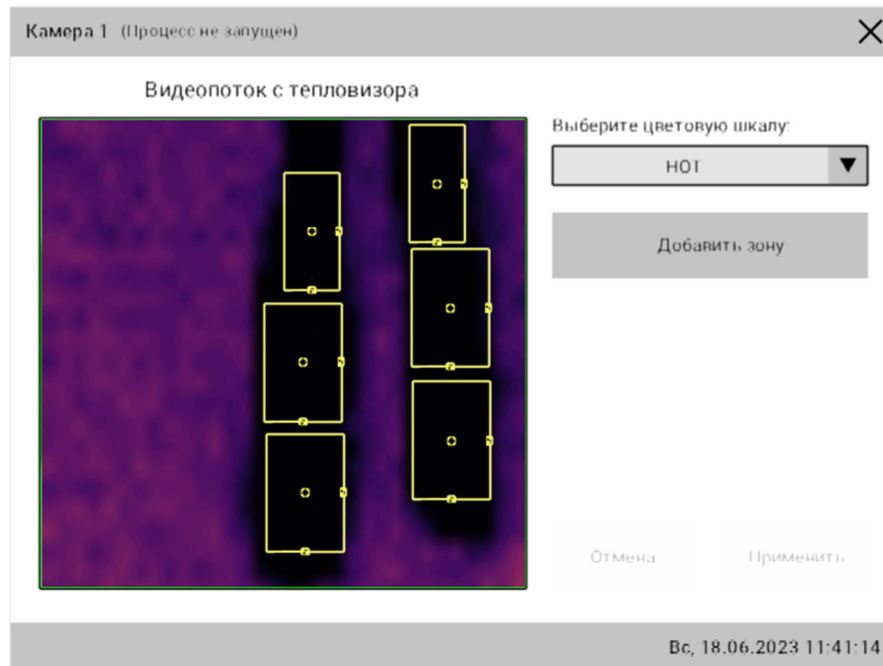 Камера 1 (Процесс не запущен)
Видеопоток с тепловизора
Выберите цветовую шкалу:
HOT
Добавить зону
Отмена
Применить
Вс, 18.06.2023 11:41:14